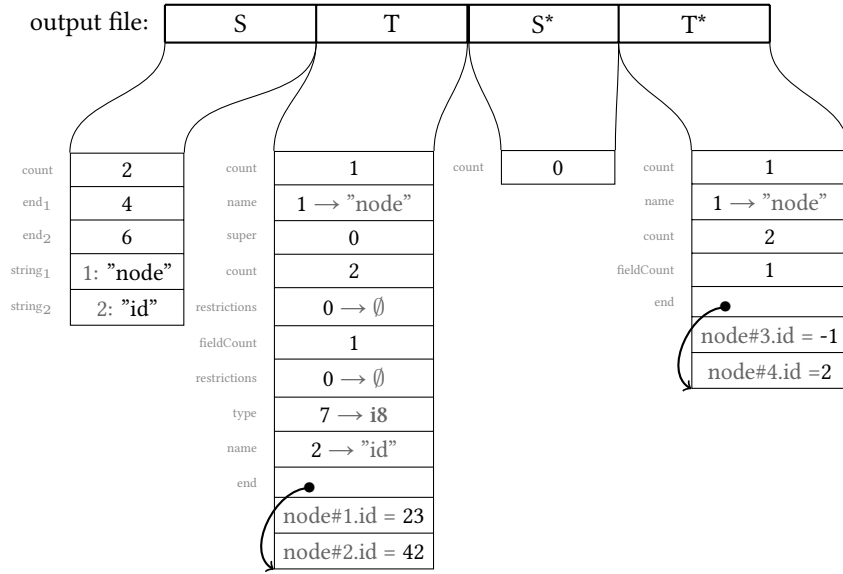 output file: S T S* T*
count 2
end1 4
end2 6
string1 1: ”node”
string2 2: ”id”
count 1
name 1 → ”node”
super 0
count 2
restrictions 0 → ∅
fieldCount 1
restrictions 0 → ∅
type 7 → i8
name 2 → ”id”
end
node#1.id = 23
node#2.id = 42
count 0
count 1
name 1 → ”node”
count 2
fieldCount 1
end
node#3.id = -1
node#4.id =2